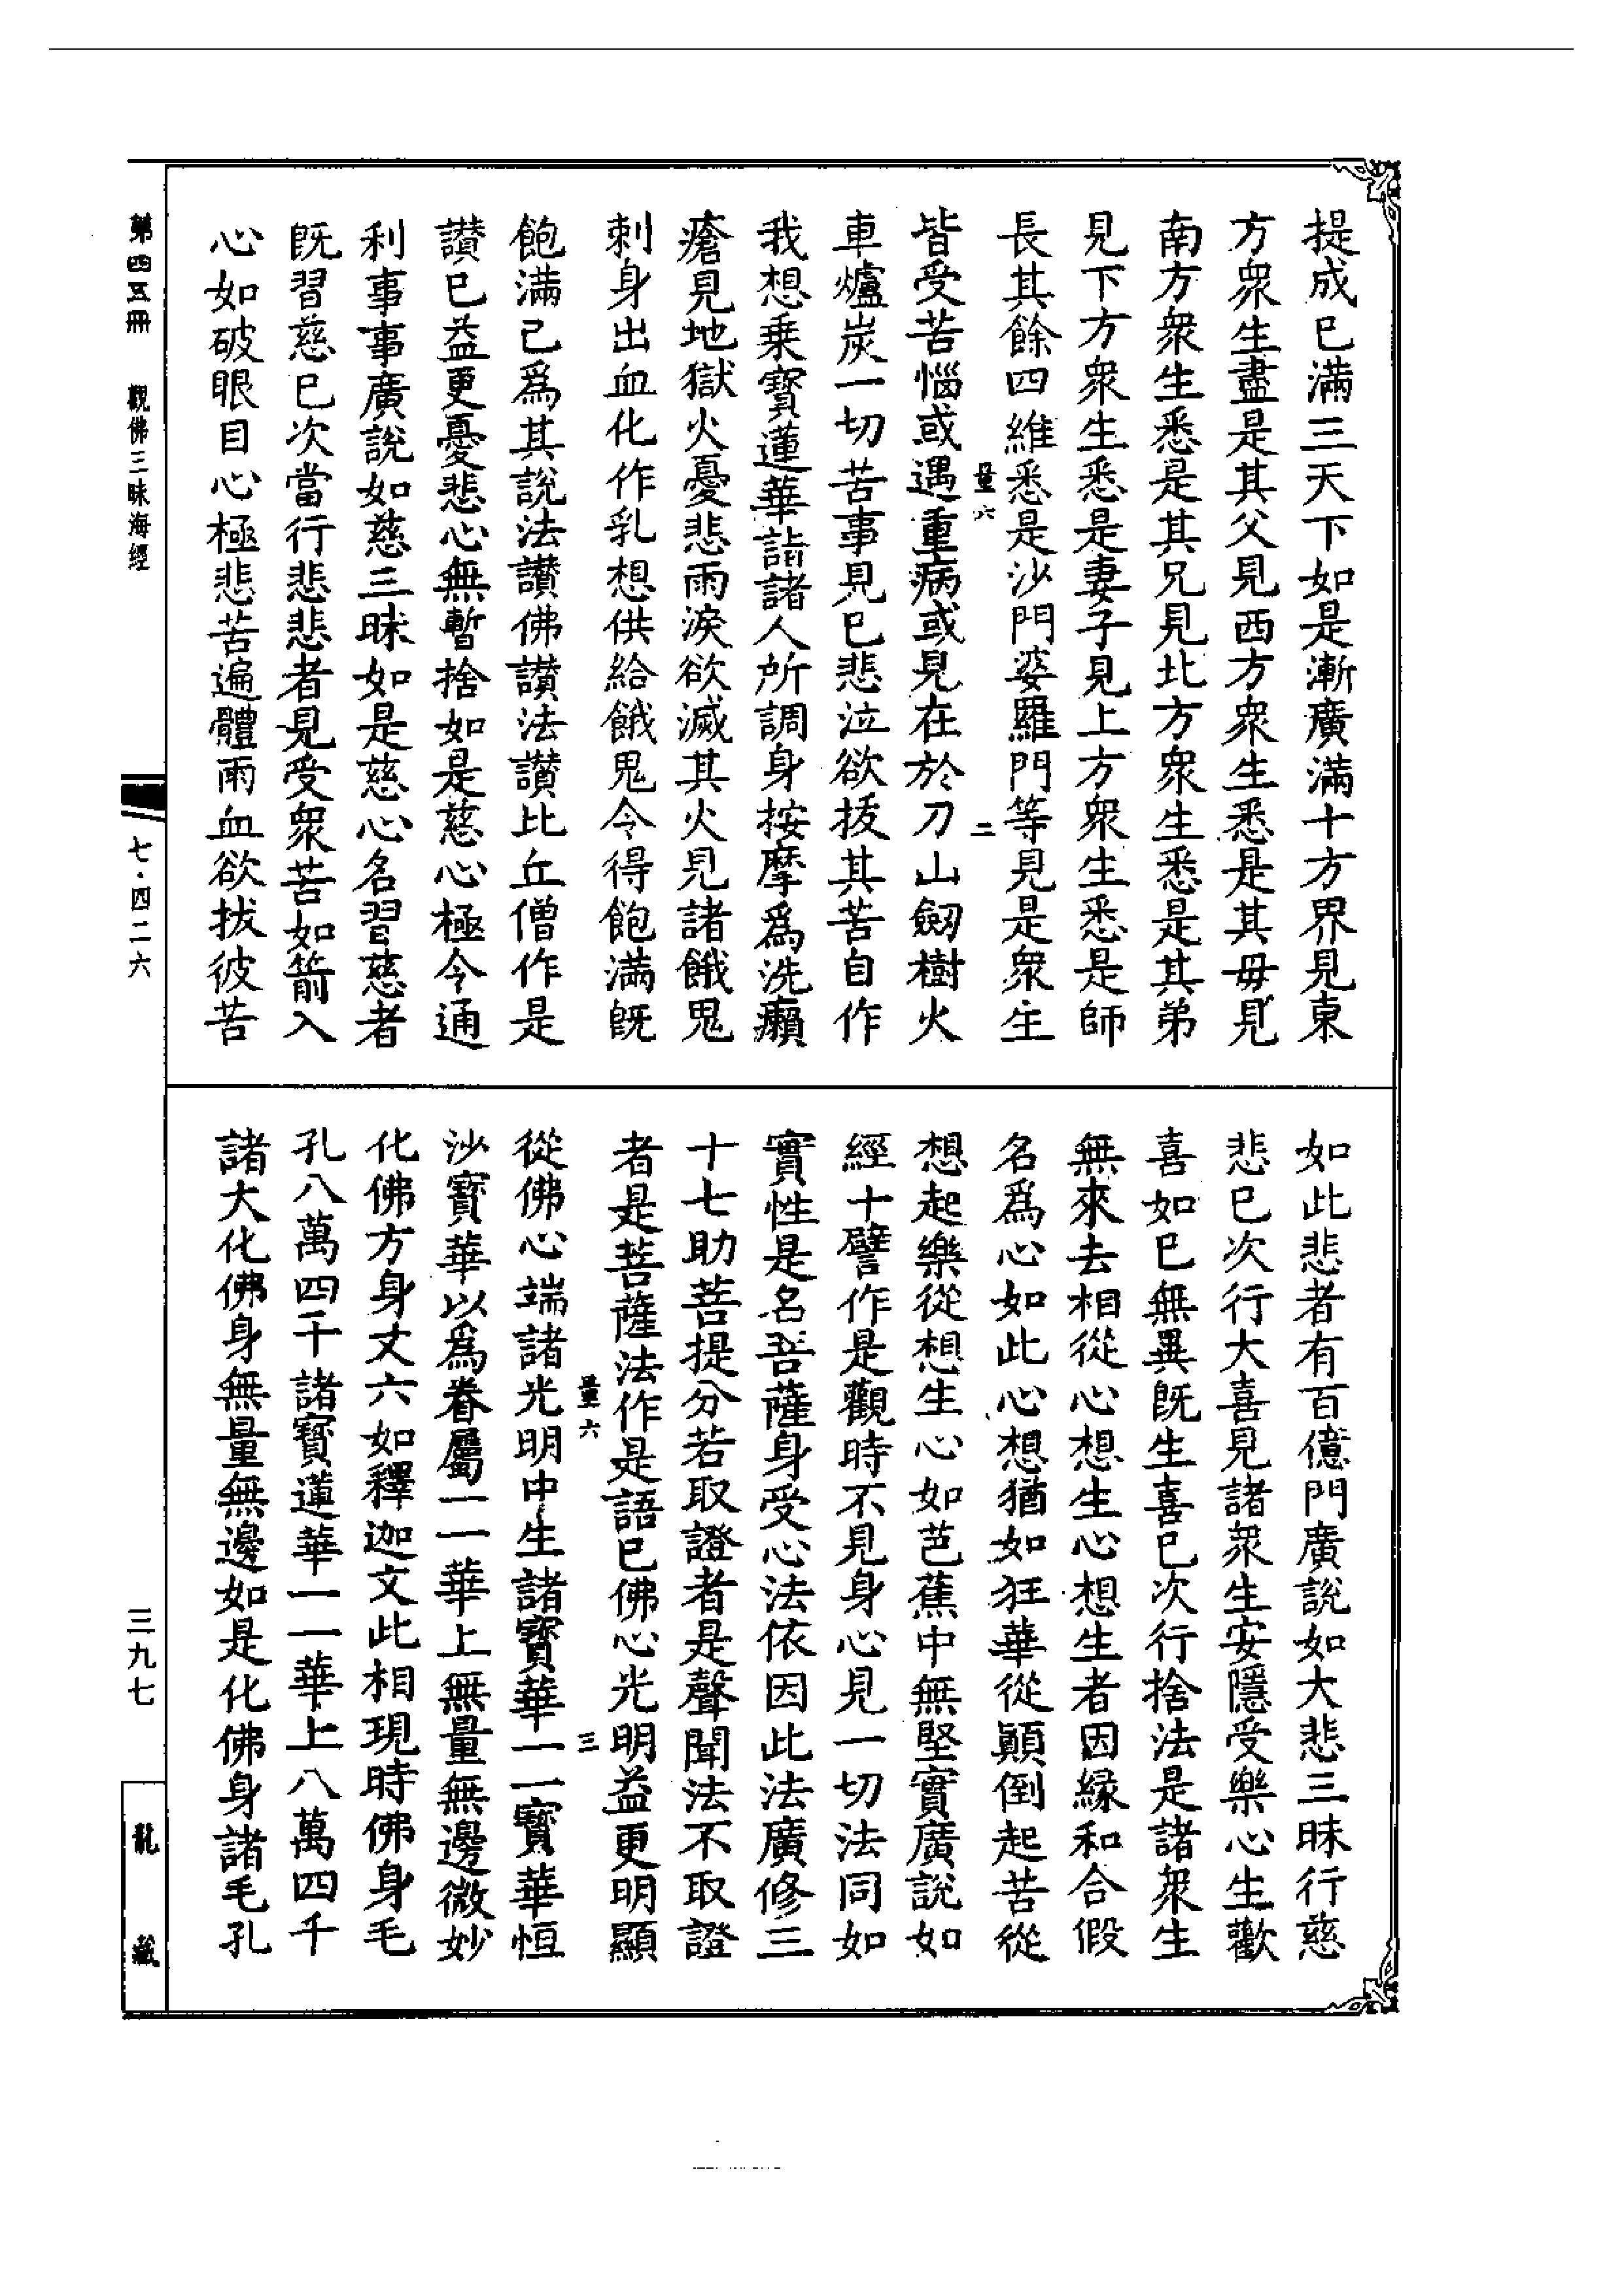 提成已滿三天下如是漸廣滿十方界見東
方衆生盡是其父見西方衆生悉是其母見
南方衆生悉是其兄見北方衆生悉是其弟
見下方衆生悉是妻子見上方衆生悉是師
長其餘四維悉是沙門婆羅門等見是衆生
量六 二
皆受苦惱或遇重病或見在於刀山劒樹火
車爐炭一切苦事見已悲泣欲拔其苦自作
我想乗寶蓮華詣諸人所調身按摩爲洗癩
瘡見地獄火憂悲雨淚欲滅其火見諸餓鬼
刺身出血化作乳想供給餓鬼令得飽滿旣
飽滿已爲其說法讃佛讃法讃比丘僧作是
讃已益更憂悲心無暫捨如是慈心極令通
利事事廣說如慈三昧如是慈心名習慈者
旣習慈已次當行悲悲者見受衆苦如箭入
心如破眼目心極悲苦遍體雨血欲拔彼苦
如此悲者有百億門廣說如大悲三昧行慈
悲已次行大喜見諸衆生安隱受樂心生歡
喜如已無異旣生喜已次行捨法是諸衆生
無來去相從心想生心想生者因緣和合假
名爲心如此心想猶如狂華從顚倒起苦從
想起樂從想生心如芭蕉中無堅實廣說如
經十譬作是觀時不見身心見一切法同如
實性是名菩薩身受心法依因此法廣修三
十七助菩提分若取證者是聲聞法不取證
者是菩薩法作是語已佛心光明益更明顯
量六 三
從佛心端諸光明中生諸寶華一一寶華恒
沙寶華以爲眷屬一一華上無量無邊微妙
化佛方身丈六如釋迦文此相現時佛身毛
孔八萬四千諸寶蓮華一一華上八萬四千
諸大化佛身無量無邊如是化佛身諸毛孔
第四五冊 觀佛三昧海經
七·四二六
三九七
龍藏